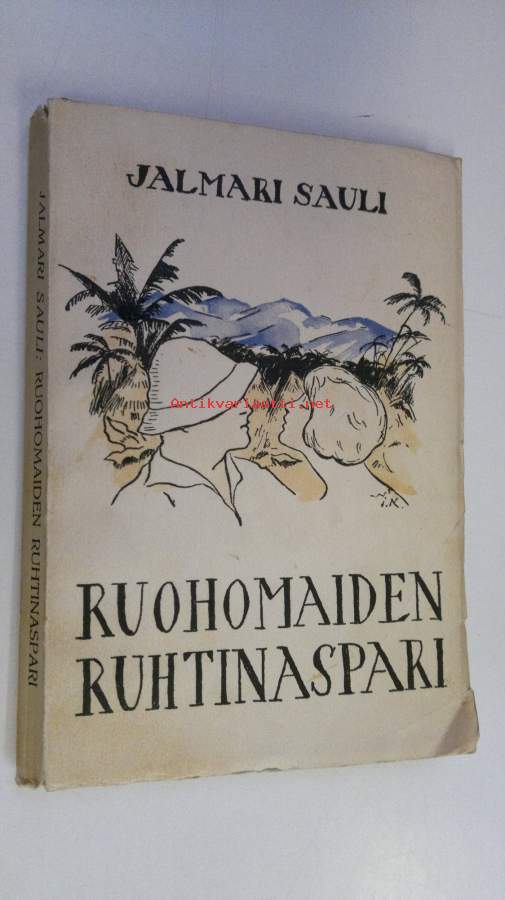 JALMARI SAULI
Antikvariaatti.net
i.K.
RUOHOMAIDEN
RUHTINASPARI
JALMARI SAULI: RUOHOMAIDEN RUHTINASPARI